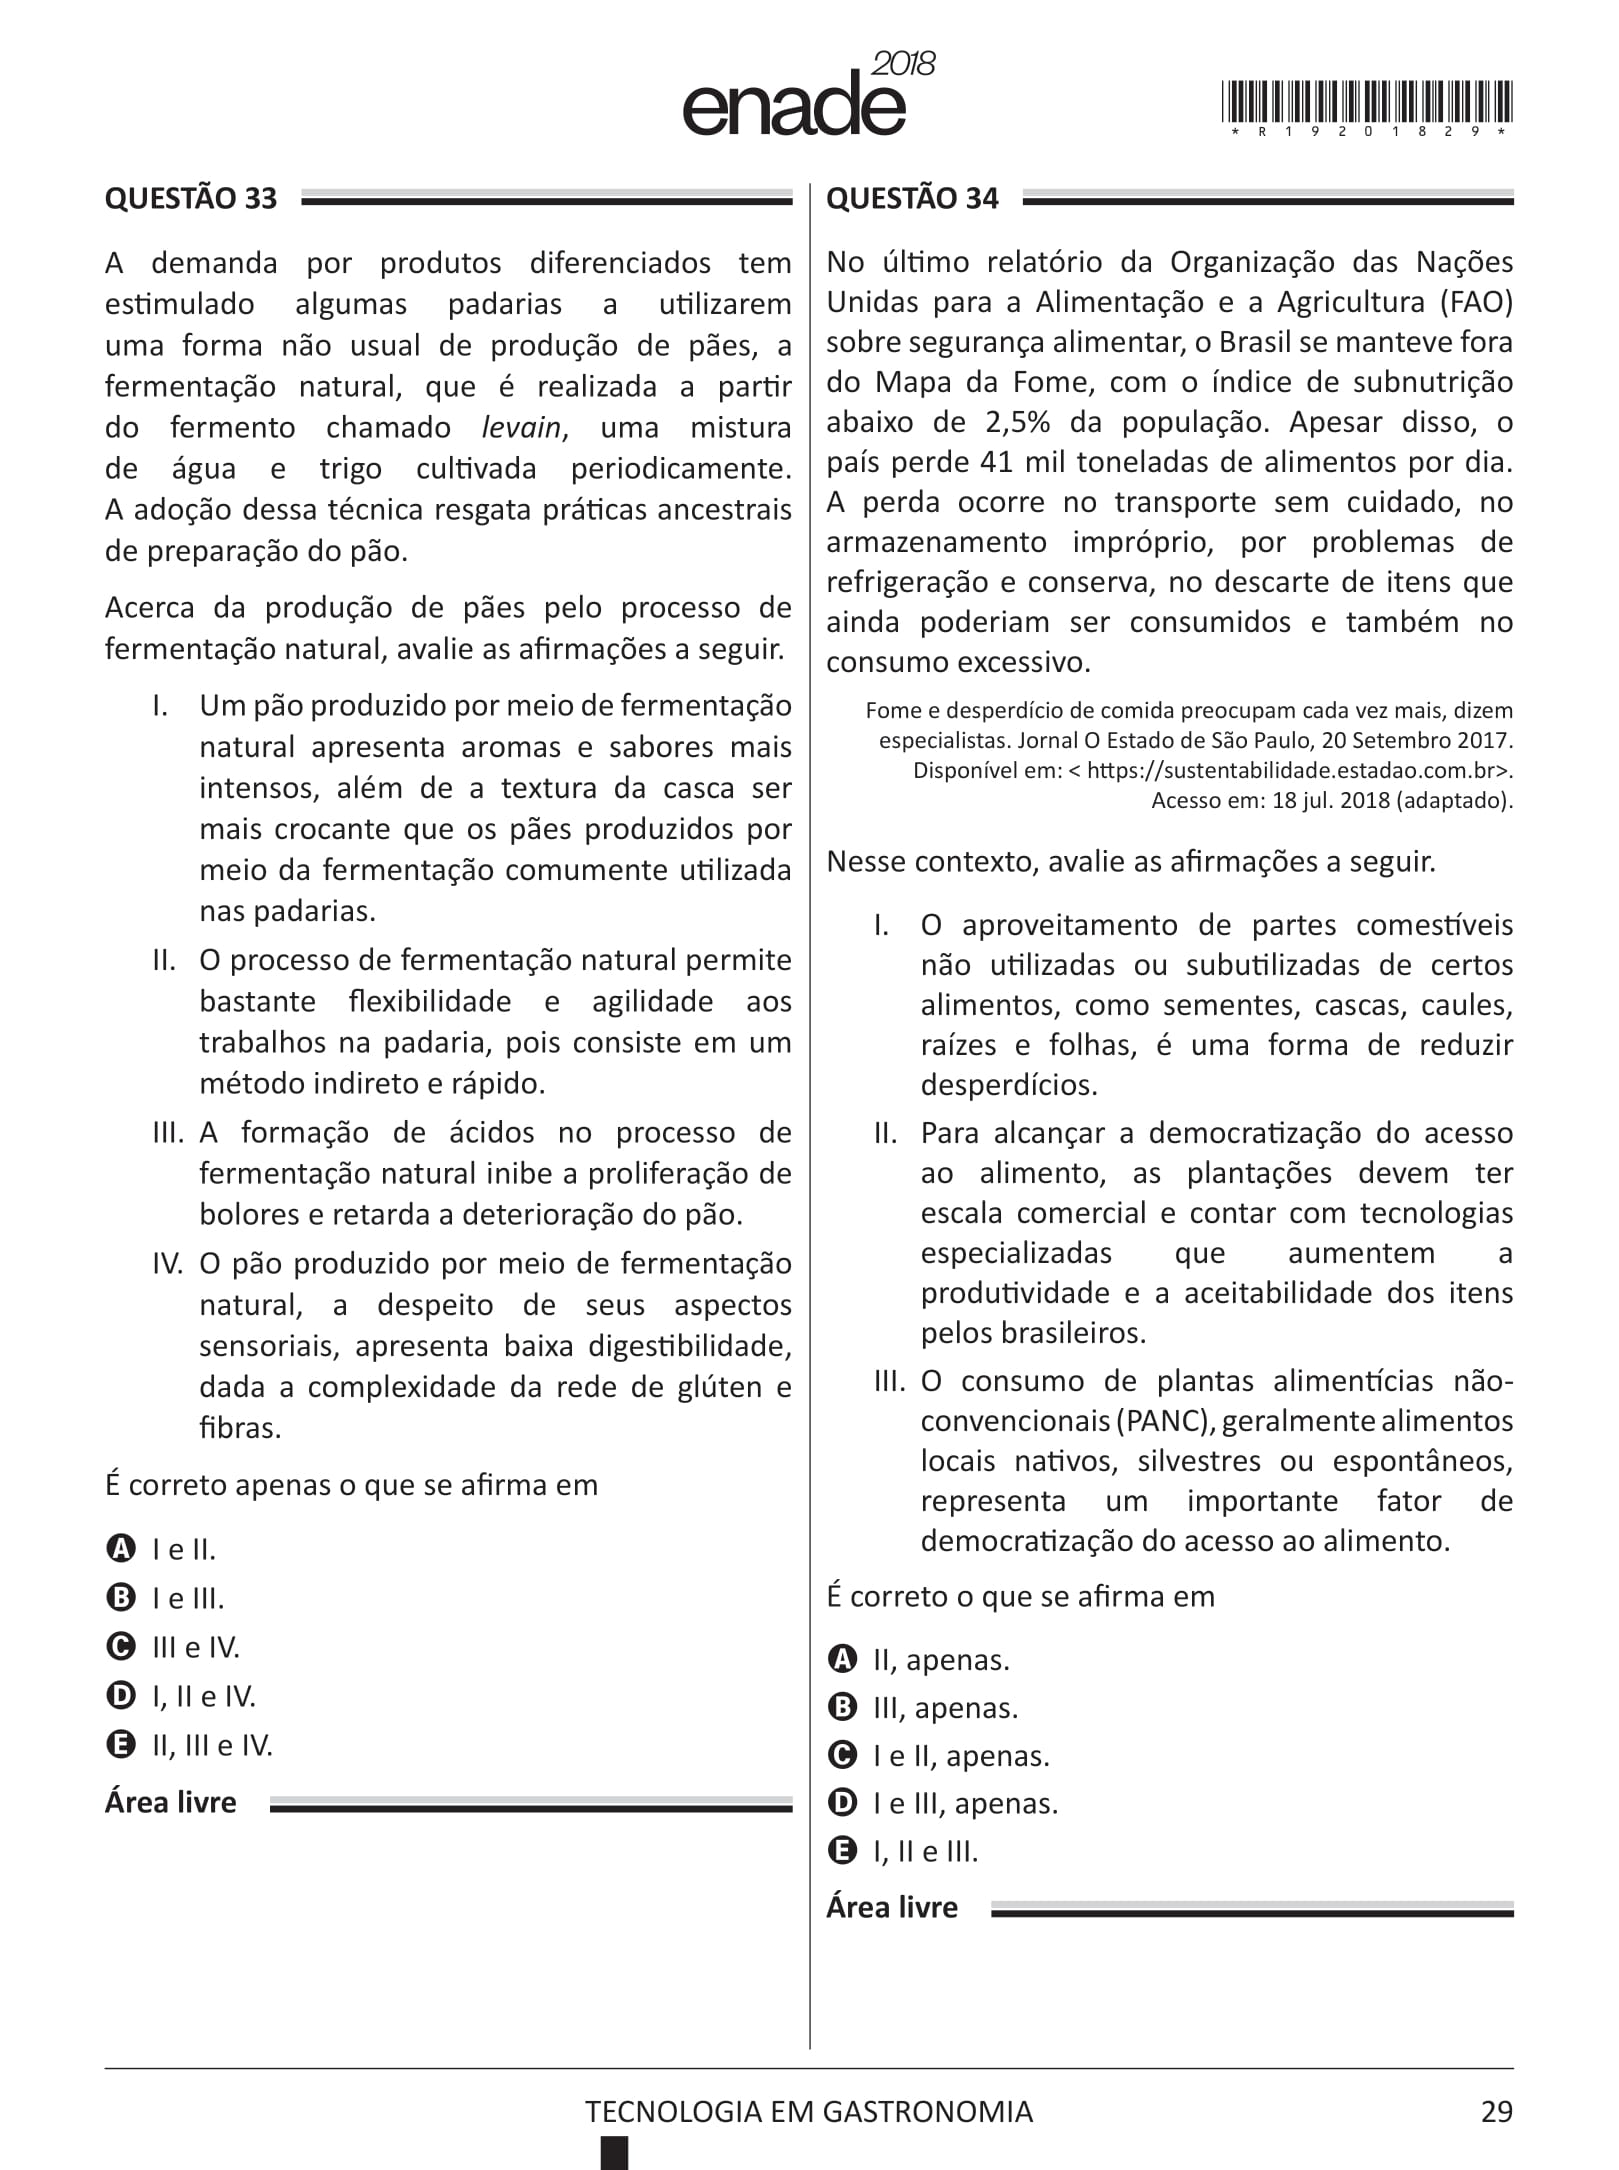 enade 2018
*R19201829*
QUESTÃO 33
A demanda por produtos diferenciados tem
estimulado algumas padarias a utilizarem
uma forma não usual de produção de pães, a
fermentação natural, que é realizada a partir
do fermento chamado levain, uma mistura
de água e trigo cultivada periodicamente.
A adoção dessa técnica resgata práticas ancestrais
de preparação do pão.
Acerca da produção de pães pelo processo de
fermentação natural, avalie as afirmações a seguir.
I. Um pão produzido por meio de fermentação
natural apresenta aromas e sabores mais
intensos, além de a textura da casca ser
mais crocante que os pães produzidos por
meio da fermentação comumente utilizada
nas padarias.
II. O processo de fermentação natural permite
bastante flexibilidade e agilidade aos
trabalhos na padaria, pois consiste em um
método indireto e rápido.
III. A formação de ácidos no processo de
fermentação natural inibe a proliferação de
bolores e retarda a deterioração do pão.
IV. O pão produzido por meio de fermentação
natural, a despeito de seus aspectos
sensoriais, apresenta baixa digestibilidade,
dada a complexidade da rede de glúten e
fibras.
É correto apenas o que se afirma em
A I e II.
B I e III.
C III e IV.
D I, II e IV.
E II, III e IV.
Área livre
QUESTÃO 34
No último relatório da Organização das Nações
Unidas para a Alimentação e a Agricultura (FAO)
sobre segurança alimentar, o Brasil se manteve fora
do Mapa da Fome, com o índice de subnutrição
abaixo de 2,5% da população. Apesar disso, o
país perde 41 mil toneladas de alimentos por dia.
A perda ocorre no transporte sem cuidado, no
armazenamento impróprio, por problemas de
refrigeração e conserva, no descarte de itens que
ainda poderiam ser consumidos e também no
consumo excessivo.
Fome e desperdício de comida preocupam cada vez mais, dizem
especialistas. Jornal O Estado de São Paulo, 20 Setembro 2017.
Disponível em: < https://sustentabilidade.estadao.com.br>.
Acesso em: 18 jul. 2018 (adaptado).
Nesse contexto, avalie as afirmações a seguir.
I. O aproveitamento de partes comestíveis
não utilizadas ou subutilizadas de certos
alimentos, como sementes, cascas, caules,
raízes e folhas, é uma forma de reduzir
desperdícios.
II. Para alcançar a democratização do acesso
ao alimento, as plantações devem ter
escala comercial e contar com tecnologias
especializadas que aumentem a
produtividade e a aceitabilidade dos itens
pelos brasileiros.
III. O consumo de plantas alimentícias não-
convencionais (PANC), geralmente alimentos
locais nativos, silvestres ou espontâneos,
representa um importante fator de
democratização do acesso ao alimento.
É correto o que se afirma em
A II, apenas.
B III, apenas.
C I e II, apenas.
D I e III, apenas.
E I, II e III.
Área livre
TECNOLOGIA EM GASTRONOMIA
29